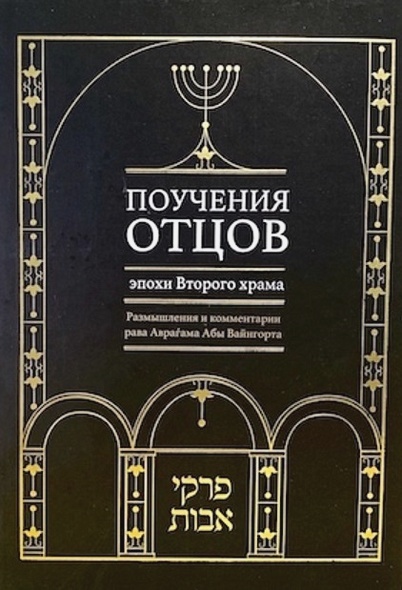 ПОУЧЕНИЯ
ОТЦОВ
эпохи Второго храма
Размышления и комментарии
рава Авраѓама Абы Вайнгорта
פרקי
אבות